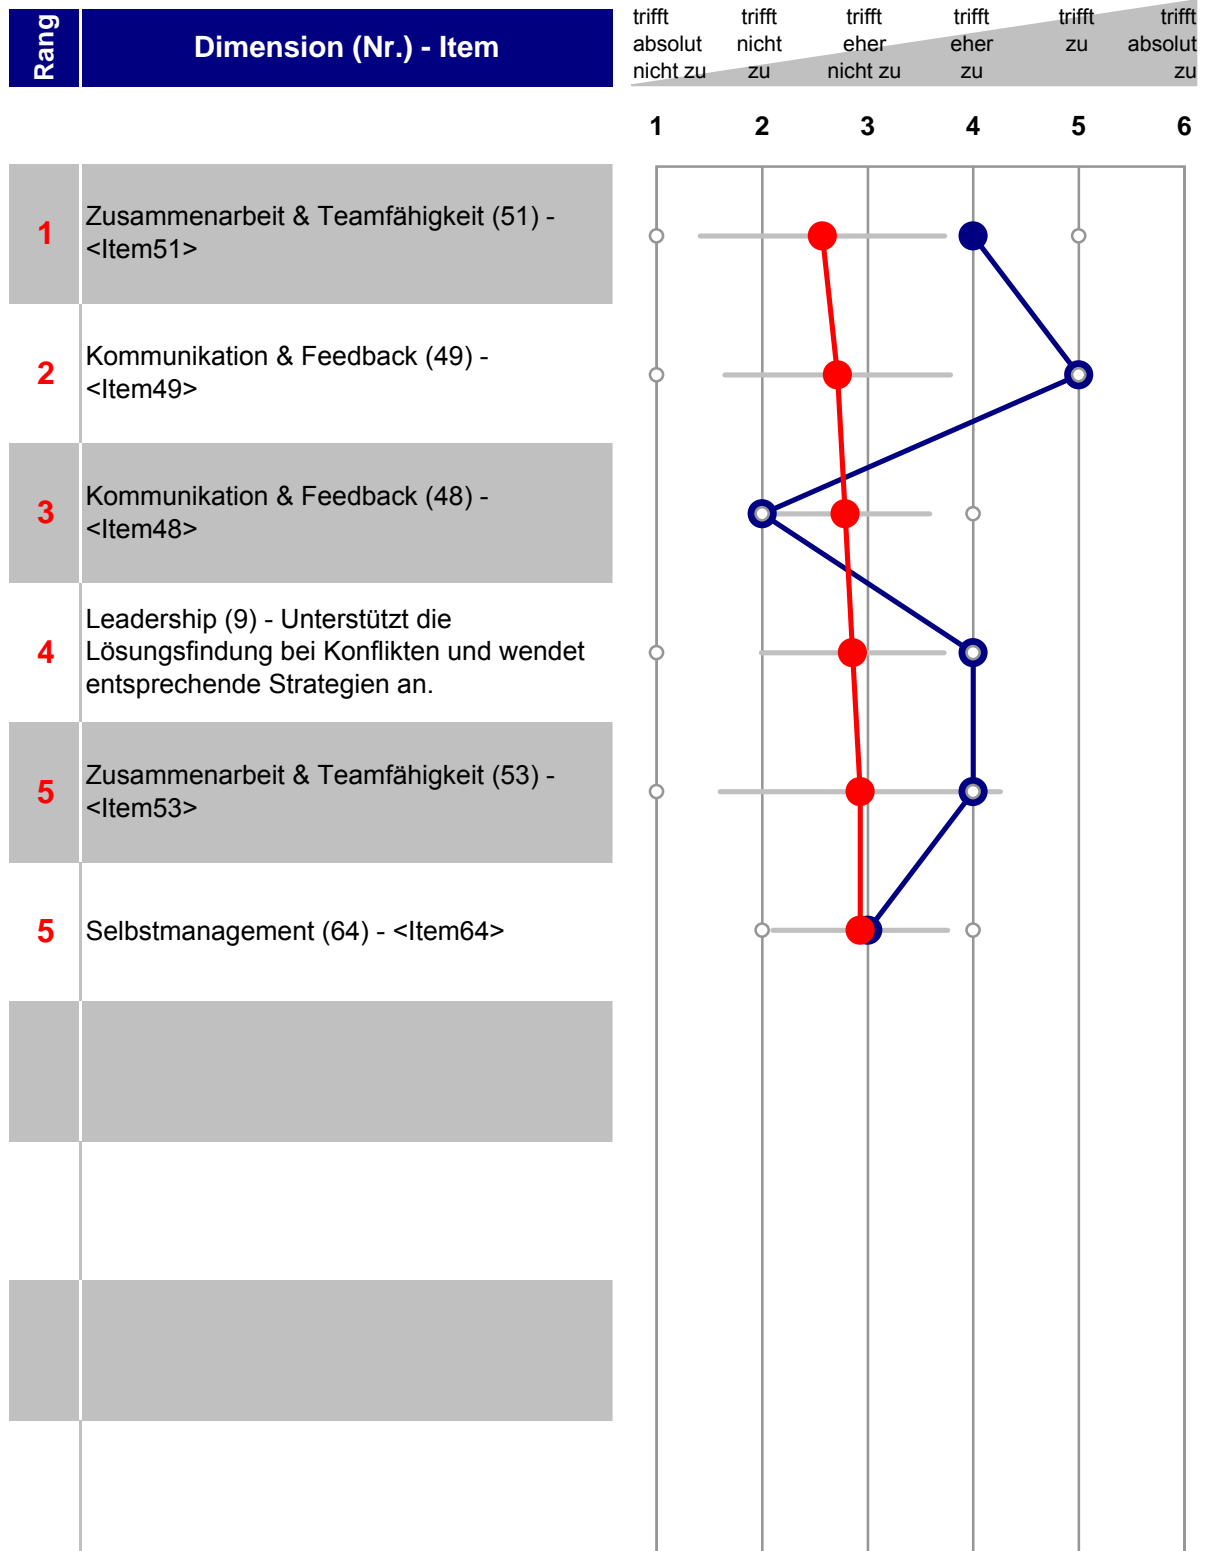 Rang
Dimension (Nr.) - Item
trifft
absolut
nicht zu
trifft
nicht
zu
trifft
eher
nicht zu
trifft
eher
zu
trifft
zu
trifft
absolut
zu
1 2 3 4 5 6
1
Zusammenarbeit & Teamfähigkeit (51) -
<Item51>
2
Kommunikation & Feedback (49) -
<Item49>
3
Kommunikation & Feedback (48) -
<Item48>
4
Leadership (9) - Unterstützt die
Lösungsfindung bei Konflikten und wendet
entsprechende Strategien an.
5
Zusammenarbeit & Teamfähigkeit (53) -
<Item53>
5
Selbstmanagement (64) - <Item64>